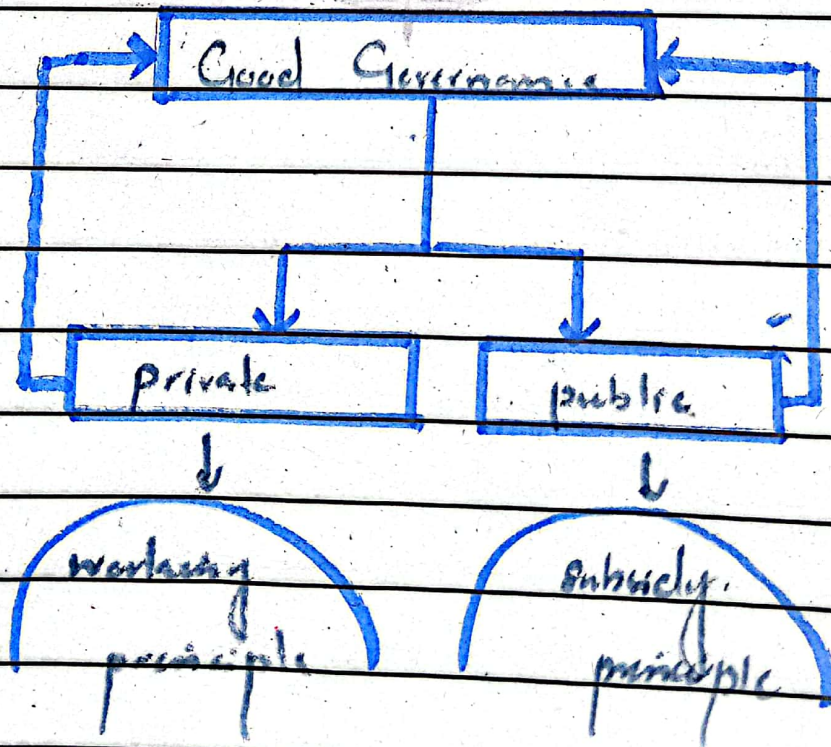 Good Governance
private
public
working
principle
subsidy.
principle